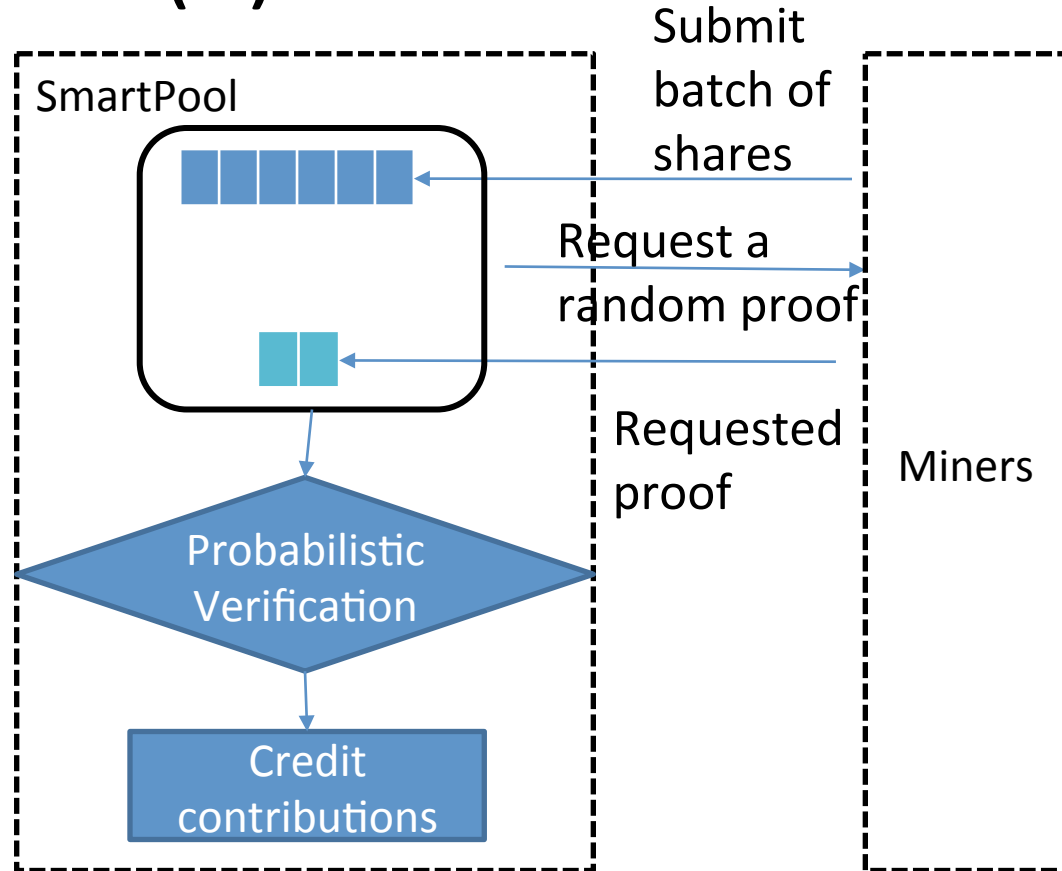 SmartPool
Submit
batch of
shares
Request a
random proof
Requested
proof
Miners
Probabilistic
Verification
Credit
contributions